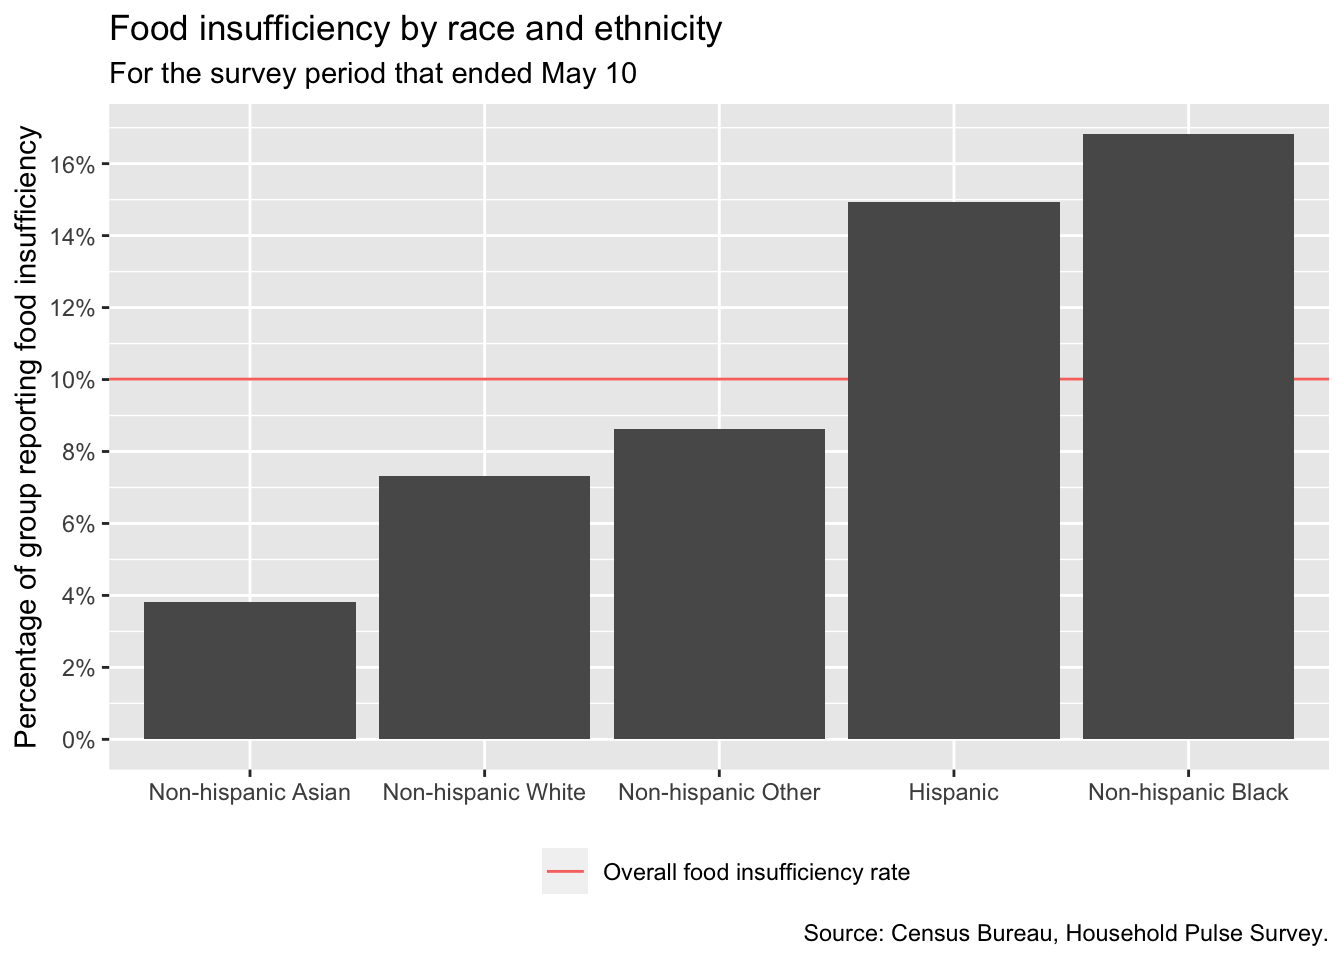 Food insufficiency by race and ethnicity
For the survey period that ended May 10
Percentage of group reporting food insufficiency
16%
14%
12%
10%
8%
6%
4%
2%
0%
Non-hispanic Asian
Non-hispanic White
Non-hispanic Other
Hispanic
Non-hispanic Black
Overall food insufficiency rate
Source: Census Bureau, Household Pulse Survey.